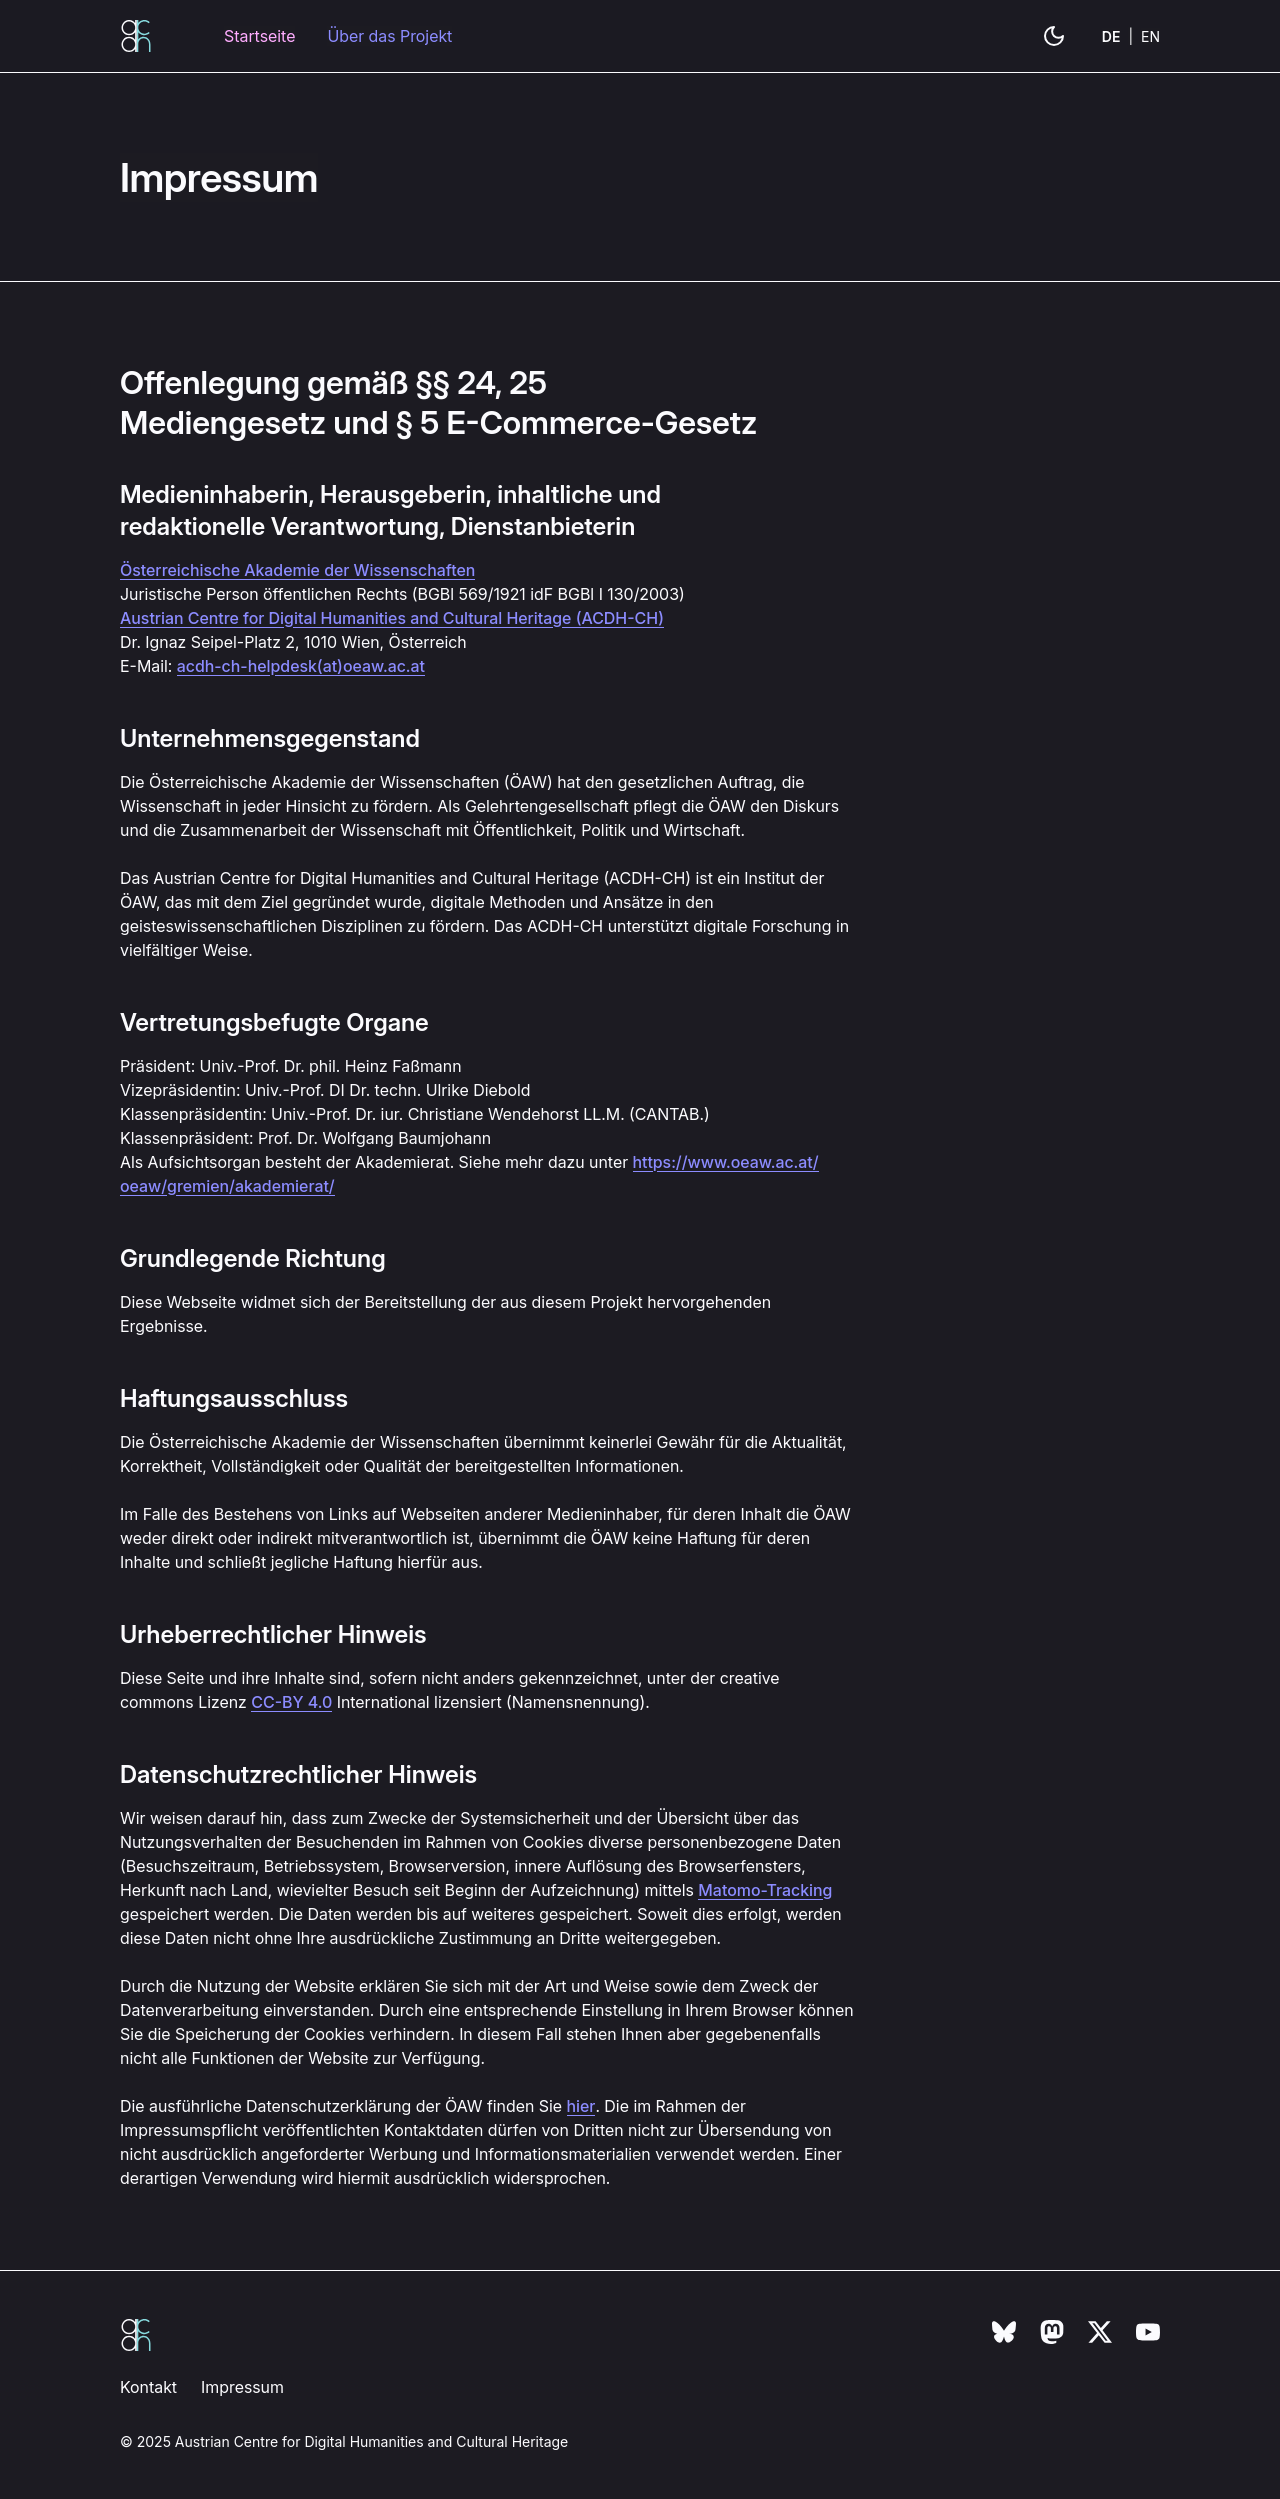 Startseite Über das Projekt DE | EN
Impressum
Offenlegung gemäß §§ 24, 25
Mediengesetz und § 5 E-Commerce-Gesetz
Medieninhaberin, Herausgeberin, inhaltliche und
redaktionelle Verantwortung, Dienstanbieterin
Österreichische Akademie der Wissenschaften
Juristische Person öffentlichen Rechts (BGBl 569/1921 idF BGBl I 130/2003)
Austrian Centre for Digital Humanities and Cultural Heritage (ACDH-CH)
Dr. Ignaz Seipel-Platz 2, 1010 Wien, Österreich
E-Mail: acdh-ch-helpdesk(at)oeaw.ac.at
Unternehmensgegenstand
Die Österreichische Akademie der Wissenschaften (ÖAW) hat den gesetzlichen Auftrag, die
Wissenschaft in jeder Hinsicht zu fördern. Als Gelehrtengesellschaft pflegt die ÖAW den Diskurs
und die Zusammenarbeit der Wissenschaft mit Öffentlichkeit, Politik und Wirtschaft.
Das Austrian Centre for Digital Humanities and Cultural Heritage (ACDH-CH) ist ein Institut der
ÖAW, das mit dem Ziel gegründet wurde, digitale Methoden und Ansätze in den
geisteswissenschaftlichen Disziplinen zu fördern. Das ACDH-CH unterstützt digitale Forschung in
vielfältiger Weise.
Vertretungsbefugte Organe
Präsident: Univ.-Prof. Dr. phil. Heinz Faßmann
Vizepräsidentin: Univ.-Prof. DI Dr. techn. Ulrike Diebold
Klassenpräsidentin: Univ.-Prof. Dr. iur. Christiane Wendehorst LL.M. (CANTAB.)
Klassenpräsident: Prof. Dr. Wolfgang Baumjohann
Als Aufsichtsorgan besteht der Akademierat. Siehe mehr dazu unter https://www.oeaw.ac.at/
oeaw/gremien/akademierat/
Grundlegende Richtung
Diese Webseite widmet sich der Bereitstellung der aus diesem Projekt hervorgehenden
Ergebnisse.
Haftungsausschluss
Die Österreichische Akademie der Wissenschaften übernimmt keinerlei Gewähr für die Aktualität,
Korrektheit, Vollständigkeit oder Qualität der bereitgestellten Informationen.
Im Falle des Bestehens von Links auf Webseiten anderer Medieninhaber, für deren Inhalt die ÖAW
weder direkt oder indirekt mitverantwortlich ist, übernimmt die ÖAW keine Haftung für deren
Inhalte und schließt jegliche Haftung hierfür aus.
Urheberrechtlicher Hinweis
Diese Seite und ihre Inhalte sind, sofern nicht anders gekennzeichnet, unter der creative
commons Lizenz CC-BY 4.0 International lizensiert (Namensnennung).
Datenschutzrechtlicher Hinweis
Wir weisen darauf hin, dass zum Zwecke der Systemsicherheit und der Übersicht über das
Nutzungsverhalten der Besuchenden im Rahmen von Cookies diverse personenbezogene Daten
(Besuchszeitraum, Betriebssystem, Browserversion, innere Auflösung des Browserfensters,
Herkunft nach Land, wievielter Besuch seit Beginn der Aufzeichnung) mittels Matomo-Tracking
gespeichert werden. Die Daten werden bis auf weiteres gespeichert. Soweit dies erfolgt, werden
diese Daten nicht ohne Ihre ausdrückliche Zustimmung an Dritte weitergegeben.
Durch die Nutzung der Website erklären Sie sich mit der Art und Weise sowie dem Zweck der
Datenverarbeitung einverstanden. Durch eine entsprechende Einstellung in Ihrem Browser können
Sie die Speicherung der Cookies verhindern. In diesem Fall stehen Ihnen aber gegebenenfalls
nicht alle Funktionen der Website zur Verfügung.
Die ausführliche Datenschutzerklärung der ÖAW finden Sie hier. Die im Rahmen der
Impressumspflicht veröffentlichten Kontaktdaten dürfen von Dritten nicht zur Übersendung von
nicht ausdrücklich angeforderter Werbung und Informationsmaterialien verwendet werden. Einer
derartigen Verwendung wird hiermit ausdrücklich widersprochen.
Kontakt Impressum
© 2025 Austrian Centre for Digital Humanities and Cultural Heritage